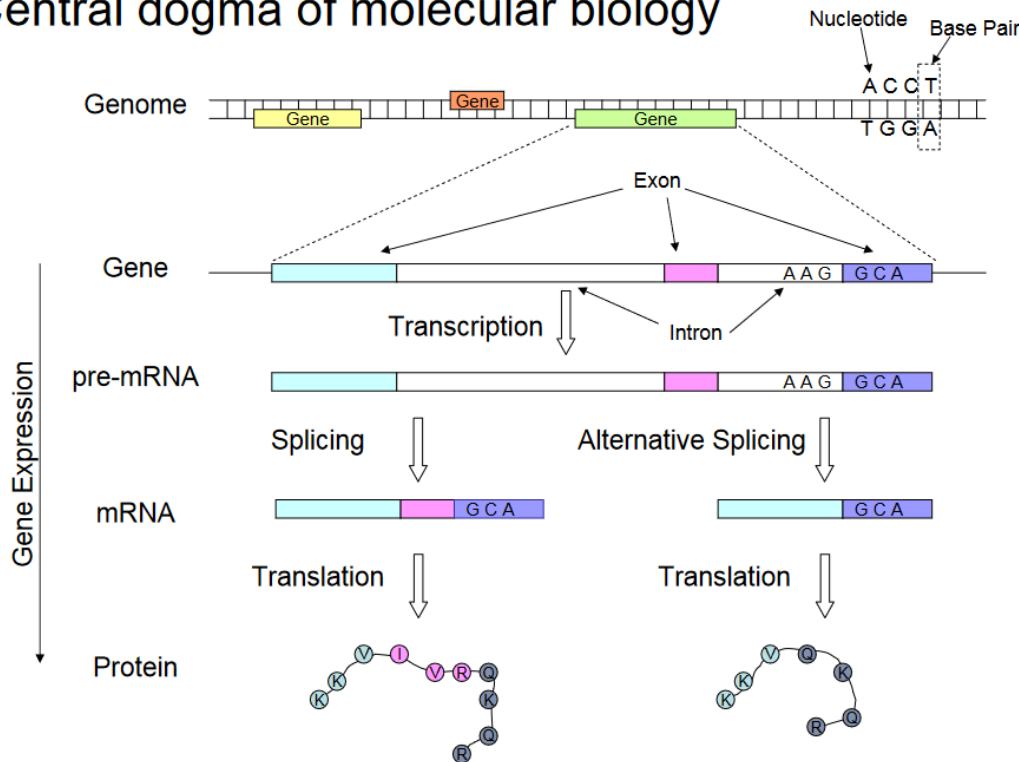 Central dogma of molecular biology
Nucleotide
Base Pair
A C C T
Genome
Gene
Gene
Gene
T G G A
Exon
Gene
A A G G C A
Transcription
Intron
pre-mRNA
A A G G C A
Gene Expression
Splicing
Alternative Splicing
mRNA
G C A
G C A
Translation
Translation
Protein
K K V I V R Q K Q R
K K V Q K Q R